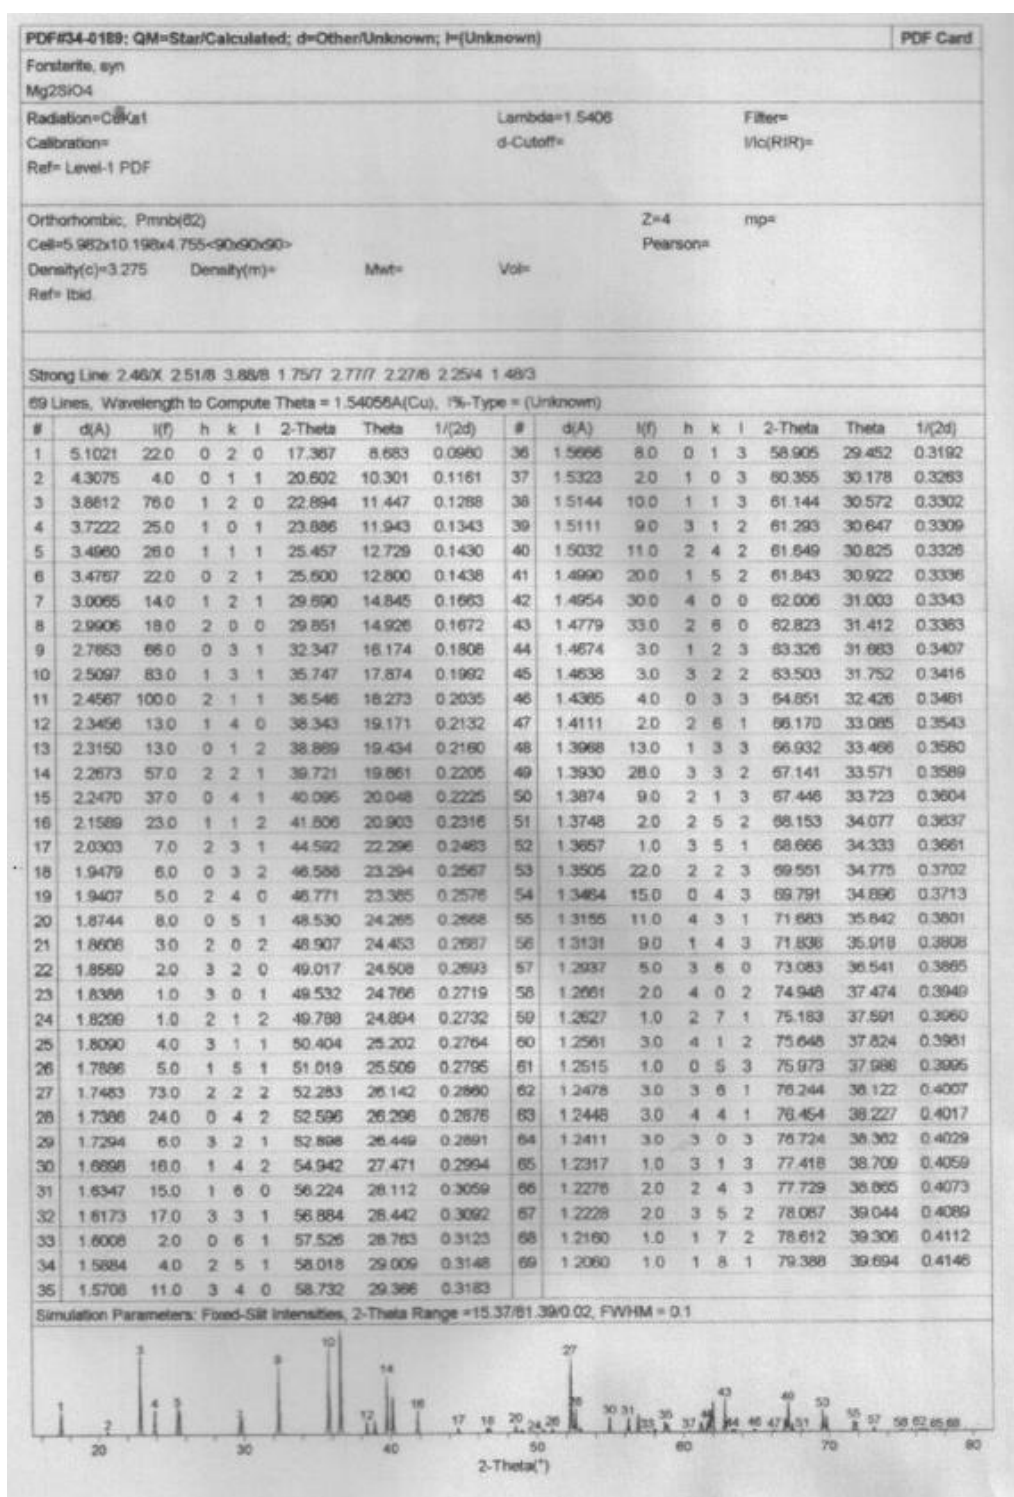 PDF#34-0189: QM=Star/Calculated; d=Other/Unknown; I=(Unknown) PDF Card
Forsterite, syn
Mg2SiO4
Radiation=CuKa1 Lambda=1.5406 Filter=
Calibration= d-Cutoff= I/Ic(RIR)=
Ref= Level-1 PDF
Orthorhombic, Pmnb(62) Z=4 mp=
Cell=5.982x10.198x4.755<90x90x90> Pearson=
Density(c)=3.275 Density(m)= Mwt= Vol=
Ref= Ibid.
Strong Line: 2.46/X 2.51/8 3.88/8 1.75/7 2.77/7 2.27/6 2.25/4 1.48/3
69 Lines, Wavelength to Compute Theta = 1.54056A(Cu), I%-Type = (Unknown)
# d(A) I(f) h k l 2-Theta Theta 1/(2d) # d(A) I(f) h k l 2-Theta Theta 1/(2d)
1 5.1021 22.0 0 2 0 17.367 8.683 0.0980 36 1.5666 8.0 0 1 3 58.905 29.452 0.3192
2 4.3075 4.0 0 1 1 20.602 10.301 0.1161 37 1.5323 2.0 1 0 3 60.355 30.178 0.3263
3 3.8812 76.0 1 2 0 22.894 11.447 0.1288 38 1.5144 10.0 1 1 3 61.144 30.572 0.3302
4 3.7222 25.0 1 0 1 23.886 11.943 0.1343 39 1.5111 9.0 3 1 2 61.293 30.647 0.3309
5 3.4960 26.0 1 1 1 25.457 12.729 0.1430 40 1.5032 11.0 2 4 2 61.649 30.825 0.3326
6 3.4767 22.0 0 2 1 25.600 12.800 0.1438 41 1.4990 20.0 1 5 2 61.843 30.922 0.3336
7 3.0065 14.0 1 2 1 29.690 14.845 0.1663 42 1.4954 30.0 4 0 0 62.006 31.003 0.3343
8 2.9906 18.0 2 0 0 29.851 14.926 0.1672 43 1.4779 33.0 2 6 0 62.823 31.412 0.3383
9 2.7653 66.0 0 3 1 32.347 16.174 0.1808 44 1.4674 3.0 1 2 3 63.326 31.663 0.3407
10 2.5097 83.0 1 3 1 35.747 17.874 0.1992 45 1.4638 3.0 3 2 2 63.503 31.752 0.3416
11 2.4567 100.0 2 1 1 36.546 18.273 0.2035 46 1.4365 4.0 0 3 3 64.851 32.426 0.3481
12 2.3456 13.0 1 4 0 38.343 19.171 0.2132 47 1.4111 2.0 2 6 1 66.170 33.085 0.3543
13 2.3150 13.0 0 1 2 38.869 19.434 0.2160 48 1.3968 13.0 1 3 3 66.932 33.466 0.3580
14 2.2673 57.0 2 2 1 39.721 19.861 0.2205 49 1.3930 28.0 3 3 2 67.141 33.571 0.3589
15 2.2470 37.0 0 4 1 40.095 20.048 0.2225 50 1.3874 9.0 2 1 3 67.446 33.723 0.3604
16 2.1589 23.0 1 1 2 41.806 20.903 0.2316 51 1.3748 2.0 2 5 2 68.153 34.077 0.3637
17 2.0303 7.0 2 3 1 44.592 22.296 0.2463 52 1.3657 1.0 3 5 1 68.666 34.333 0.3661
18 1.9479 6.0 0 3 2 46.588 23.294 0.2567 53 1.3505 22.0 2 2 3 69.551 34.775 0.3702
19 1.9407 5.0 2 4 0 46.771 23.385 0.2576 54 1.3464 15.0 0 4 3 69.791 34.896 0.3713
20 1.8744 8.0 0 5 1 48.530 24.265 0.2668 55 1.3155 11.0 4 3 1 71.683 35.842 0.3801
21 1.8608 3.0 2 0 2 48.907 24.453 0.2687 56 1.3131 9.0 1 4 3 71.836 35.918 0.3808
22 1.8569 2.0 3 2 0 49.017 24.508 0.2693 57 1.2937 5.0 3 6 0 73.083 36.541 0.3865
23 1.8388 1.0 3 0 1 49.532 24.766 0.2719 58 1.2661 2.0 4 0 2 74.948 37.474 0.3949
24 1.8299 1.0 2 1 2 49.788 24.894 0.2732 59 1.2627 1.0 2 7 1 75.183 37.591 0.3960
25 1.8090 4.0 3 1 1 50.404 25.202 0.2764 60 1.2561 3.0 4 1 2 75.648 37.824 0.3981
26 1.7886 5.0 1 5 1 51.019 25.509 0.2795 61 1.2515 1.0 0 5 3 75.973 37.986 0.3995
27 1.7483 73.0 2 2 2 52.283 26.142 0.2860 62 1.2478 3.0 3 6 1 76.244 38.122 0.4007
28 1.7386 24.0 0 4 2 52.596 26.298 0.2876 63 1.2448 3.0 4 4 1 76.454 38.227 0.4017
29 1.7294 6.0 3 2 1 52.898 26.449 0.2891 64 1.2411 3.0 3 0 3 76.724 38.362 0.4029
30 1.6698 16.0 1 4 2 54.942 27.471 0.2994 65 1.2317 1.0 3 1 3 77.418 38.709 0.4059
31 1.6347 15.0 1 6 0 56.224 28.112 0.3059 66 1.2276 2.0 2 4 3 77.729 38.865 0.4073
32 1.6173 17.0 3 3 1 56.884 28.442 0.3092 67 1.2228 2.0 3 5 2 78.087 39.044 0.4089
33 1.6008 2.0 0 6 1 57.526 28.763 0.3123 68 1.2160 1.0 1 7 2 78.612 39.306 0.4112
34 1.5884 4.0 2 5 1 58.018 29.009 0.3148 69 1.2060 1.0 1 8 1 79.388 39.694 0.4146
35 1.5708 11.0 3 4 0 58.732 29.366 0.3183
Simulation Parameters: Fixed-Slit Intensities, 2-Theta Range =15.37/81.39/0.02, FWHM = 0.1
1 2 3 4 5 7 9 10 12 14 16 17 18 20 24 26 27 28 30 31 33 35 37 43 44 46 47 49 51 53 55 57 58 62 65 68
20 30 40 50 60 70 80
2-Theta(°)